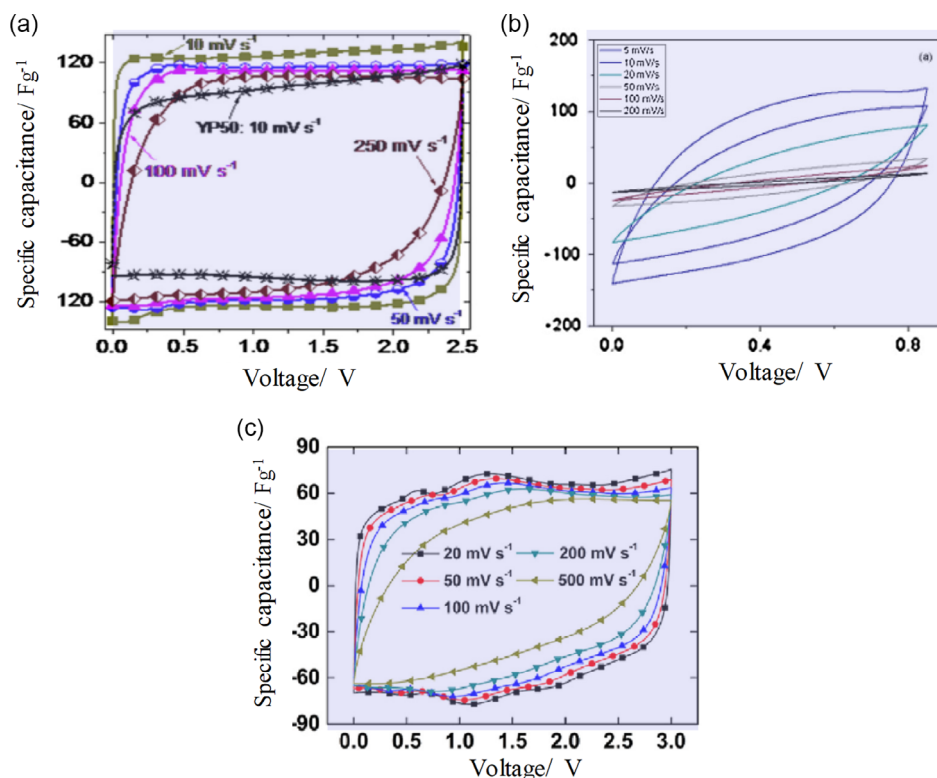 (a)
Specific capacitance/ Fg-1
120
60
0
-60
120
10 mV s-1
YP50: 10 mV s-1
100 mV s-1
250 mV s-1
50 mV s-1
0.0 0.5 1.0 1.5 2.0 2.5
Voltage/ V
(b)
Specific capacitance/ Fg-1
200
100
0
-100
-200
5 mV/s
10 mV/s
20 mV/s
50 mV/s
100 mV/s
200 mV/s
(a)
0.0 0.4 0.8
Voltage/ V
(c)
Specific capacitance/ Fg-1
90
60
30
0
-30
-60
-90
20 mV s-1 200 mV s-1
50 mV s-1 500 mV s-1
100 mV s-1
0.0 0.5 1.0 1.5 2.0 2.5 3.0
Voltage/ V